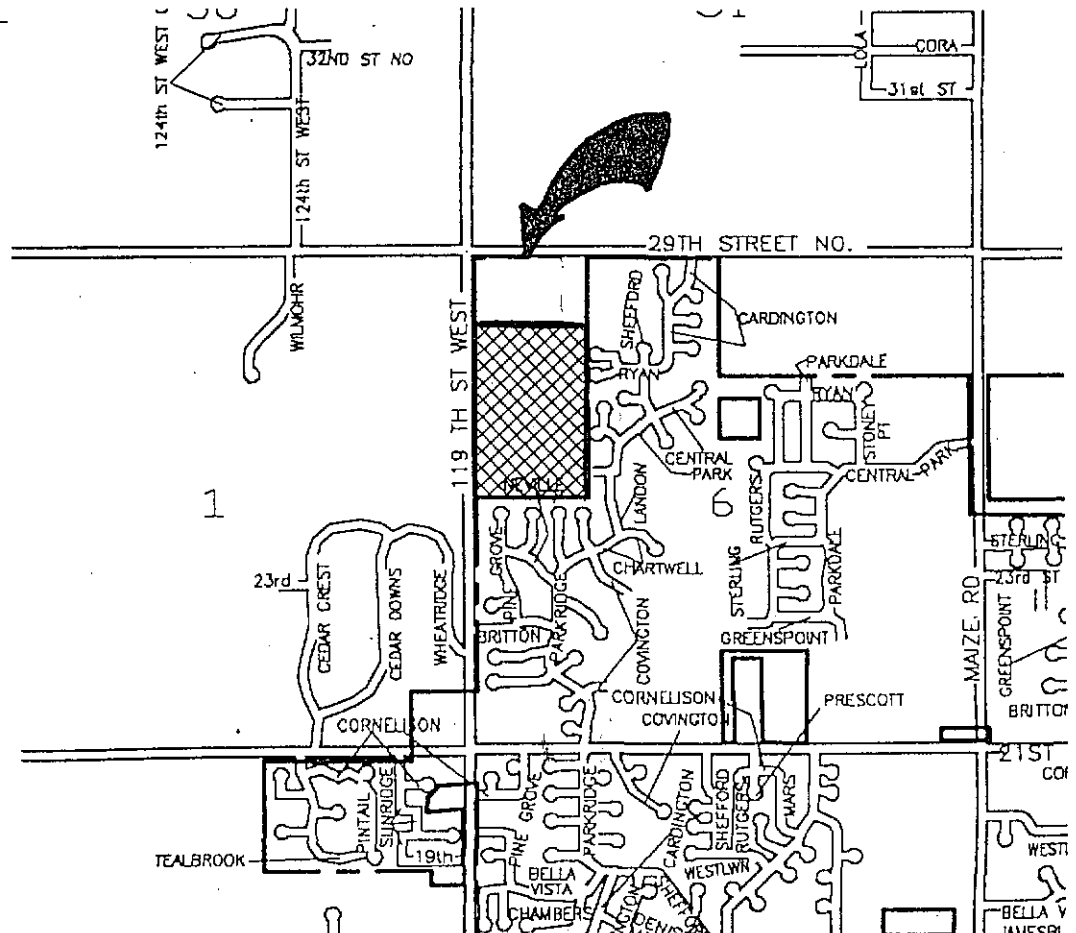 124th ST WEST
32ND ST NO
124th ST WEST
LOLA
CORA
31st ST
29TH STREET NO.
WILMOHR
119 TH ST WEST
SHEFFORD
CARDINGTON
RYAN
PARKDALE
RYAN
STONEY
PT
CENTRAL
PARK
CENTRAL PARK
NEVILLE
LANDON
1
6
RUTGERS
STERLING
PARKDALE
GREENSPOINT
CHARTWELL
GROVE
PINE
PARKRIDGE
BRITTON
COVINGTON
23rd
CEDAR CREST
CEDAR DOWNS
WHEATRIDGE
STERLING
23rd ST
MAIZE RD
GREENSPOINT
BRITTON
CORNELISON
CORNELISON
COVINGTON
PRESCOTT
21ST
PINTAIL
SUNRIDGE
TEALBROOK
19th
PINE GROVE
PARKRIDGE
CARDINGTON
SHEFFORD
RUTGERS
MARS
WESTLWN
BELLA
VISTA
CHAMBERS
SHEFFORD
WESTL
BELLA V